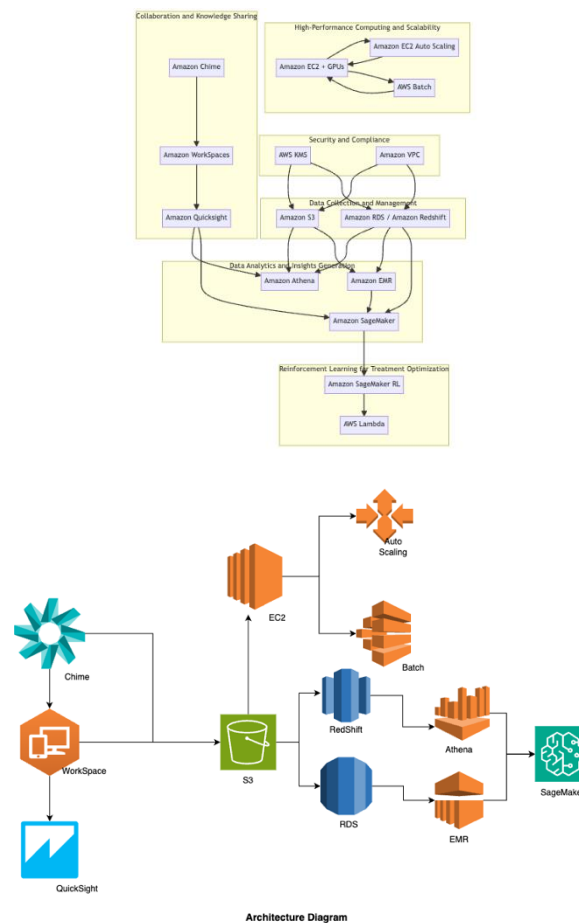 Collaboration and Knowledge Sharing
Amazon Chime
Amazon WorkSpaces
Amazon Quicksight
High-Performance Computing and Scalability
Amazon EC2 Auto Scaling
Amazon EC2 + GPUs
AWS Batch
Security and Compliance
AWS KMS
Amazon VPC
Data Collection and Management
Amazon S3
Amazon RDS / Amazon Redshift
Data Analytics and Insights Generation
Amazon Athena
Amazon EMR
Amazon SageMaker
Reinforcement Learning for Treatment Optimization
Amazon SageMaker RL
AWS Lambda
Auto
Scaling
EC2
Batch
Chime
RedShift
Athena
WorkSpace
S3
SageMake
RDS
EMR
QuickSight
Architecture Diagram